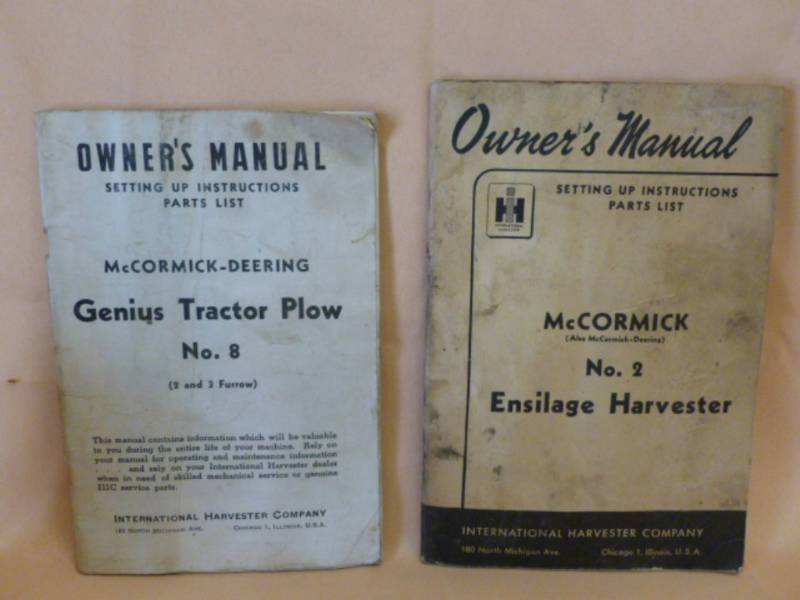 OWNER'S MANUAL
SETTING UP INSTRUCTIONS
PARTS LIST
McCORMICK-DEERING
Genius Tractor Plow
No. 8
(2 and 3 Furrow)
This manual contains information which will be valuable
to you during the entire life of your machine. Rely on
your manual for operating and maintenance information
. . . . and rely on your International Harvester dealer
when in need of skilled mechanical service or genuine
IHC service parts.
INTERNATIONAL HARVESTER COMPANY
180 NORTH MICHIGAN AVE. CHICAGO 1, ILLINOIS, U.S.A.
Owner's Manual
SETTING UP INSTRUCTIONS
PARTS LIST
IH
INTERNATIONAL
HARVESTER
McCORMICK
(Also McCormick-Deering)
No. 2
Ensilage Harvester
INTERNATIONAL HARVESTER COMPANY
180 North Michigan Ave. Chicago 1, Illinois, U.S.A.